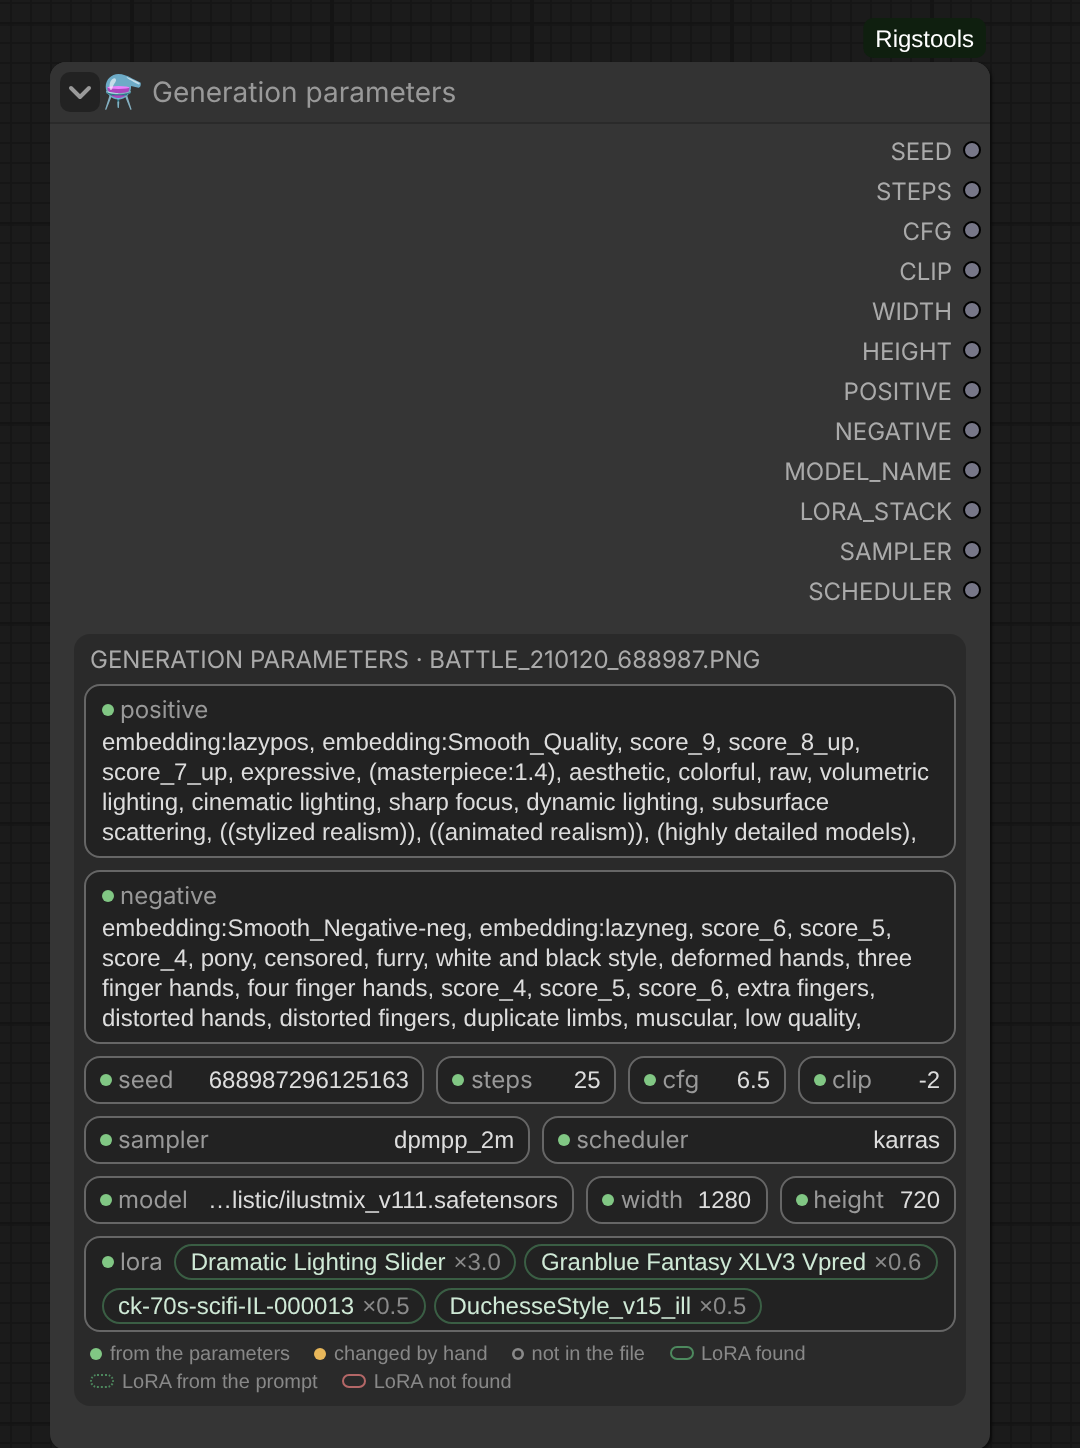 Rigstools
Generation parameters
SEED
STEPS
CFG
CLIP
WIDTH
HEIGHT
POSITIVE
NEGATIVE
MODEL_NAME
LORA_STACK
SAMPLER
SCHEDULER
GENERATION PARAMETERS · BATTLE_210120_688987.PNG
positive
embedding:lazypos, embedding:Smooth_Quality, score_9, score_8_up,
score_7_up, expressive, (masterpiece:1.4), aesthetic, colorful, raw, volumetric
lighting, cinematic lighting, sharp focus, dynamic lighting, subsurface
scattering, ((stylized realism)), ((animated realism)), (highly detailed models),
negative
embedding:Smooth_Negative-neg, embedding:lazyneg, score_6, score_5,
score_4, pony, censored, furry, white and black style, deformed hands, three
finger hands, four finger hands, score_4, score_5, score_6, extra fingers,
distorted hands, distorted fingers, duplicate limbs, muscular, low quality,
seed 688987296125163 steps 25 cfg 6.5 clip -2
sampler dpmpp_2m scheduler karras
model ...listic/ilustmix_v111.safetensors width 1280 height 720
lora Dramatic Lighting Slider ×3.0 Granblue Fantasy XLV3 Vpred ×0.6
ck-70s-scifi-IL-000013 ×0.5 DuchesseStyle_v15_ill ×0.5
from the parameters changed by hand not in the file LoRA found
LoRA from the prompt LoRA not found